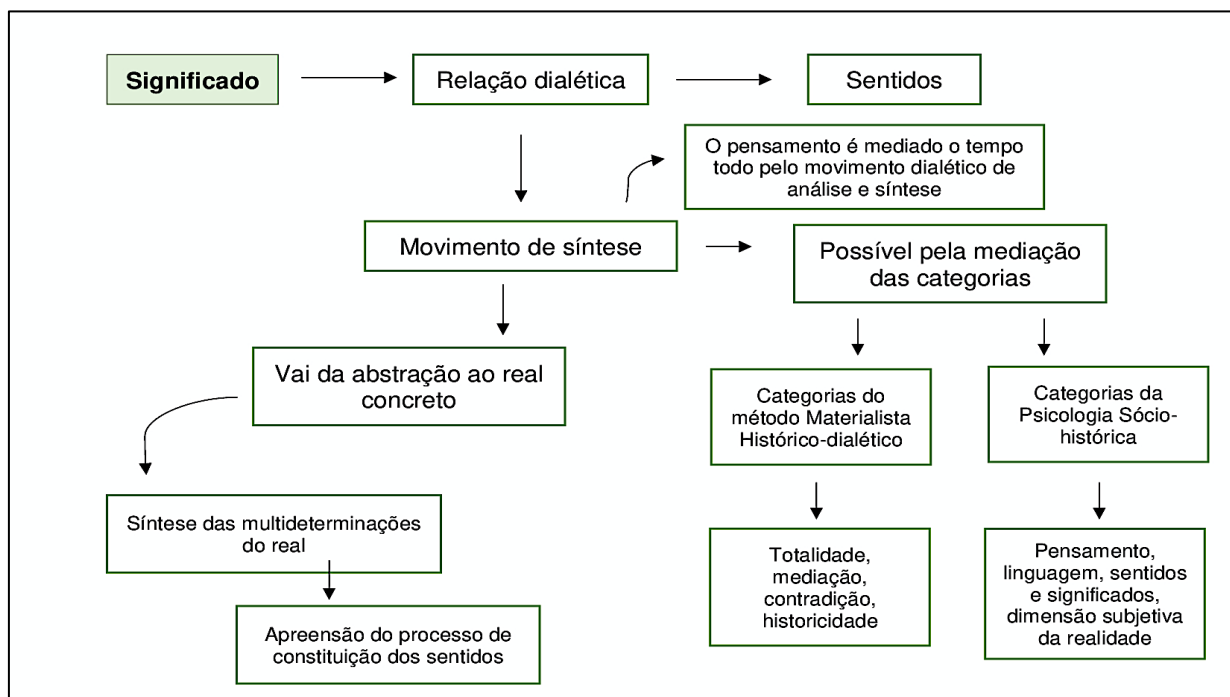 Significado
Relação dialética
Sentidos
O pensamento é mediado o tempo
todo pelo movimento dialético de
análise e síntese
Movimento de síntese
Possível pela mediação
das categorias
Vai da abstração ao real
concreto
Categorias do
método Materialista
Histórico-dialético
Categorias da
Psicologia Sócio-
histórica
Síntese das multideterminações
do real
Totalidade,
mediação,
contradição,
historicidade
Pensamento,
linguagem, sentidos
e significados,
dimensão subjetiva
da realidade
Apreensão do processo de
constituição dos sentidos